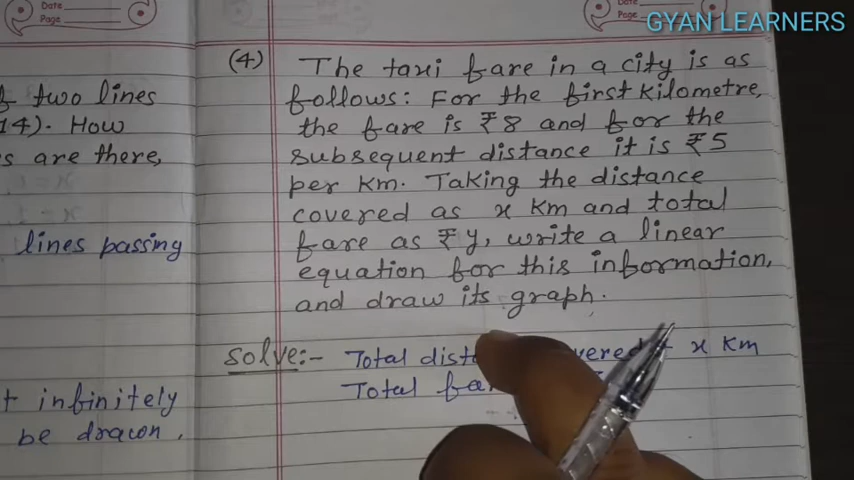 Date
Page
Date
Page
GYAN LEARNERS
two lines
14). How
s are there,
lines passing
infinitely
be drawn.
(4) The taxi fare in a city is as
follows: For the first kilometre,
the fare is ₹8 and for the
subsequent distance it is ₹5
per km. Taking the distance
covered as x km and total
fare as ₹y, write a linear
equation for this information,
and draw its graph.
Solve:- Total x km
Total